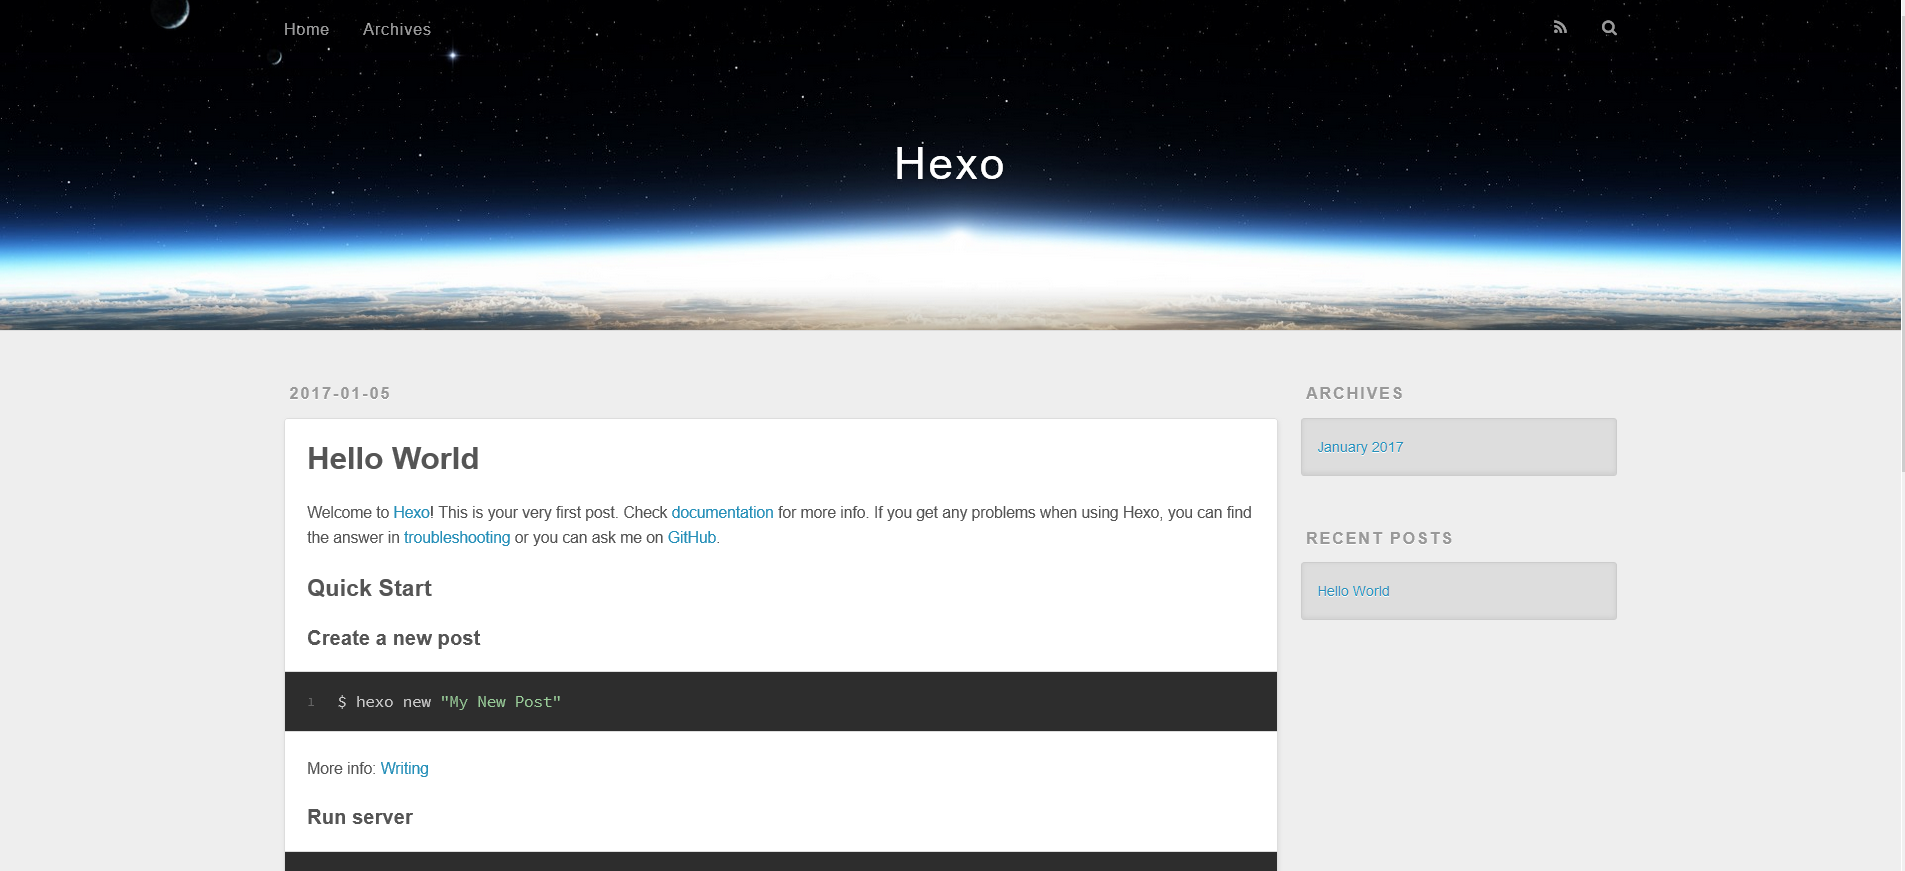 Home Archives
Hexo
2017-01-05
Hello World
Welcome to Hexo! This is your very first post. Check documentation for more info. If you get any problems when using Hexo, you can find
the answer in troubleshooting or you can ask me on GitHub.
Quick Start
Create a new post
1 $ hexo new "My New Post"
More info: Writing
Run server
ARCHIVES
January 2017
RECENT POSTS
Hello World